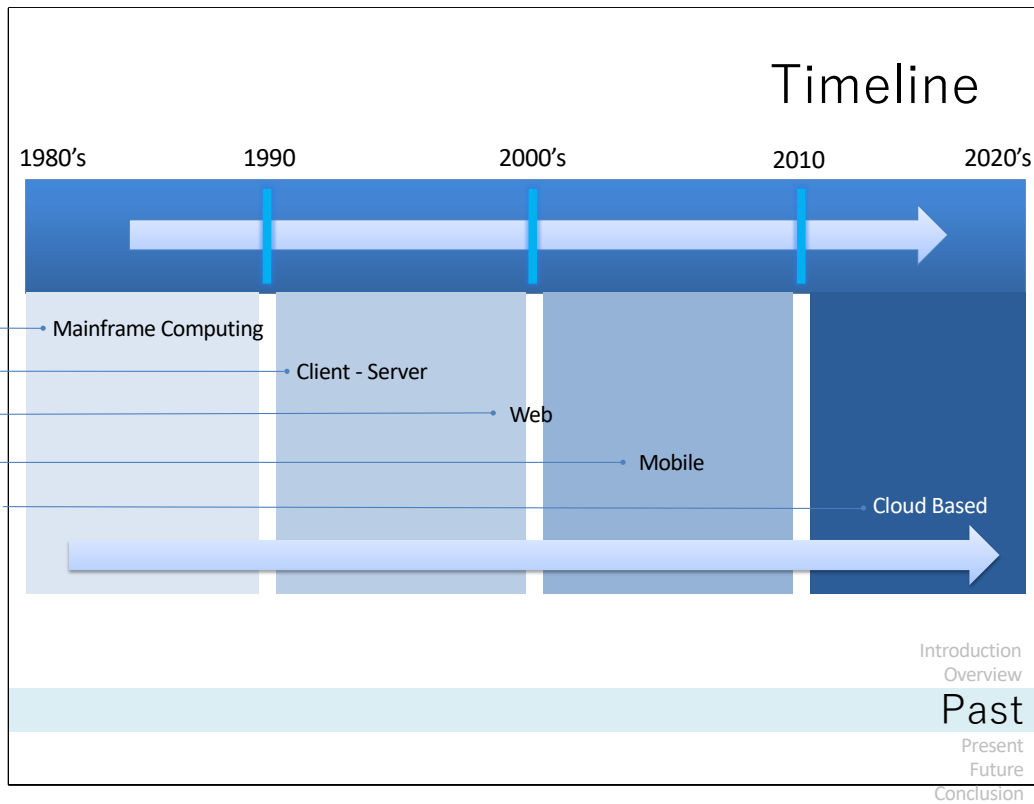 Timeline
1980's 1990 2000's 2010 2020's
Mainframe Computing
Client - Server
Web
Mobile
Cloud Based
Introduction
Overview
Past
Present
Future
Conclusion